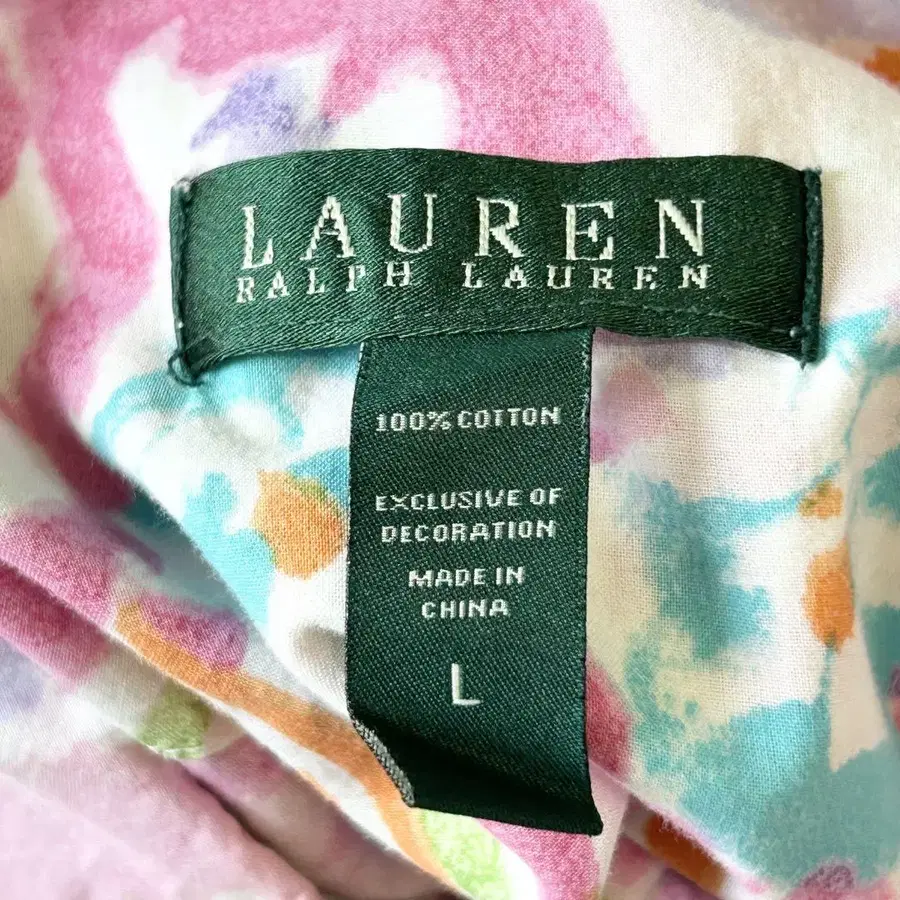 LAUREN
RALPH LAUREN
100% COTTON
EXCLUSIVE OF
DECORATION
MADE IN
CHINA
L